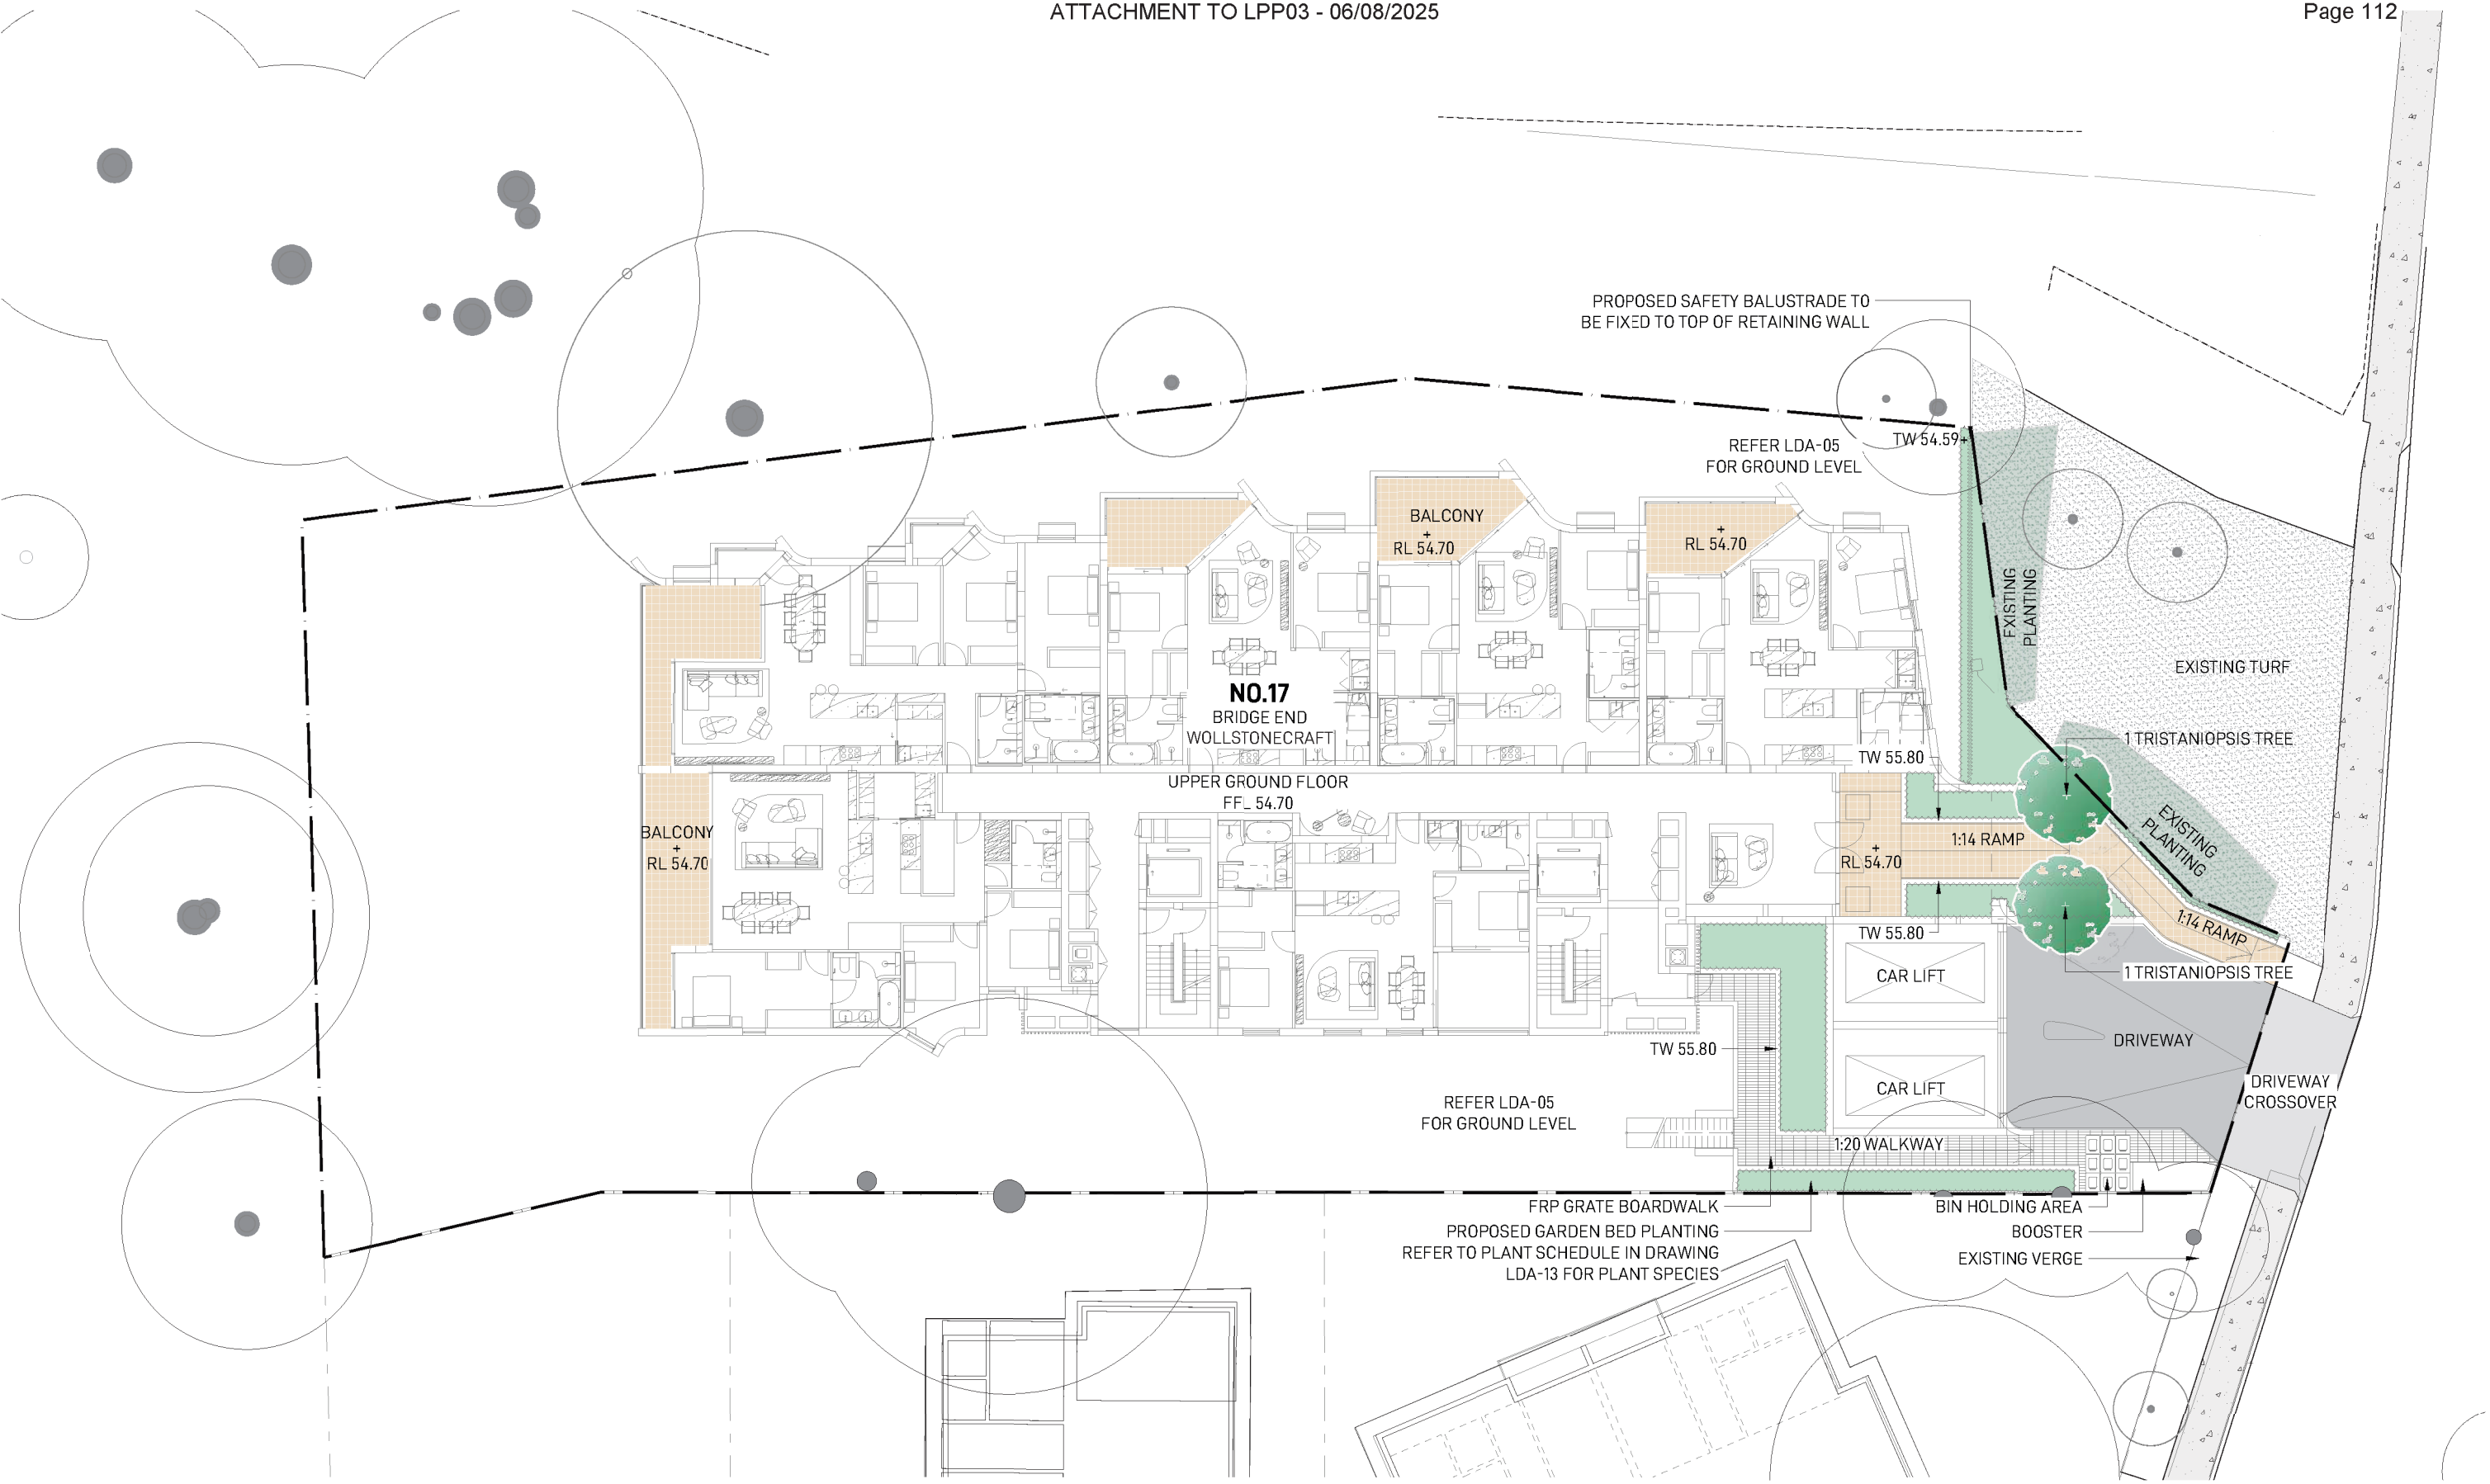 ATTACHMENT TO LPP03 - 06/08/2025
Page 112
PROPOSED SAFETY BALUSTRADE TO
BE FIXED TO TOP OF RETAINING WALL
REFER LDA-05
FOR GROUND LEVEL
TW 54.59+
BALCONY
+
RL 54.70
+
RL 54.70
EXISTING
PLANTING
EXISTING TURF
NO.17
BRIDGE END
WOLLSTONECRAFT
1 TRISTANIOPSIS TREE
TW 55.80
UPPER GROUND FLOOR
FFL 54.70
BALCONY
+
RL 54.70
1:14 RAMP
+
RL 54.70
EXISTING
PLANTING
1:14 RAMP
TW 55.80
1 TRISTANIOPSIS TREE
CAR LIFT
DRIVEWAY
TW 55.80
CAR LIFT
DRIVEWAY
CROSSOVER
REFER LDA-05
FOR GROUND LEVEL
1:20 WALKWAY
FRP GRATE BOARDWALK
PROPOSED GARDEN BED PLANTING
REFER TO PLANT SCHEDULE IN DRAWING
LDA-13 FOR PLANT SPECIES
BIN HOLDING AREA
BOOSTER
EXISTING VERGE